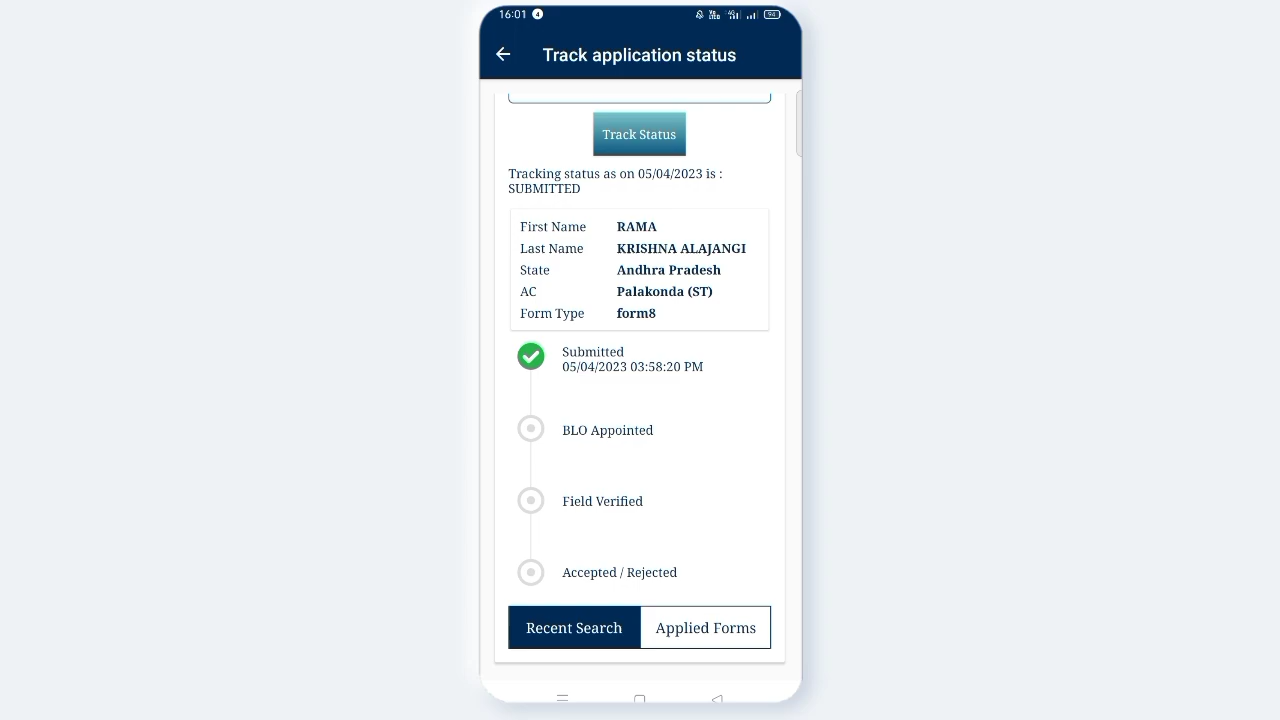 16:01 4 94
Track application status
Track Status
Tracking status as on 05/04/2023 is :
SUBMITTED
First Name RAMA
Last Name KRISHNA ALAJANGI
State Andhra Pradesh
AC Palakonda (ST)
Form Type form8
Submitted
05/04/2023 03:58:20 PM
BLO Appointed
Field Verified
Accepted / Rejected
Recent Search Applied Forms